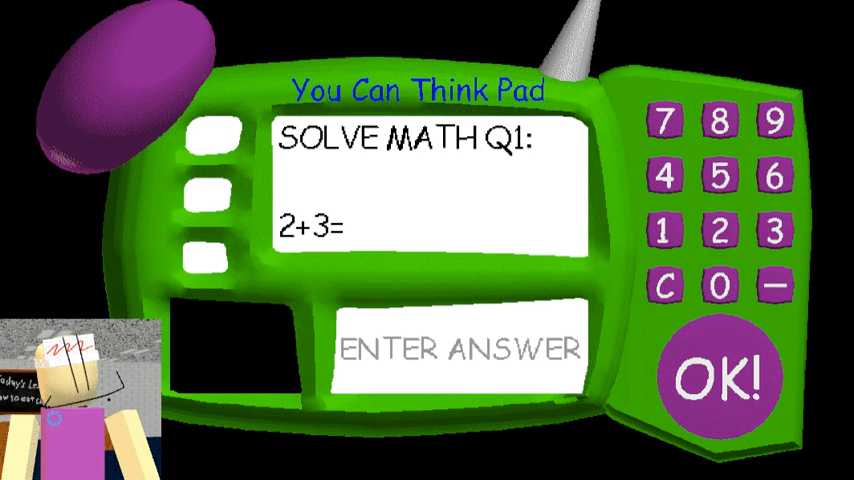 You Can Think Pad
SOLVE MATH Q1:
2+3=
ENTER ANSWER
7 8 9
4 5 6
1 2 3
C 0 —
OK!